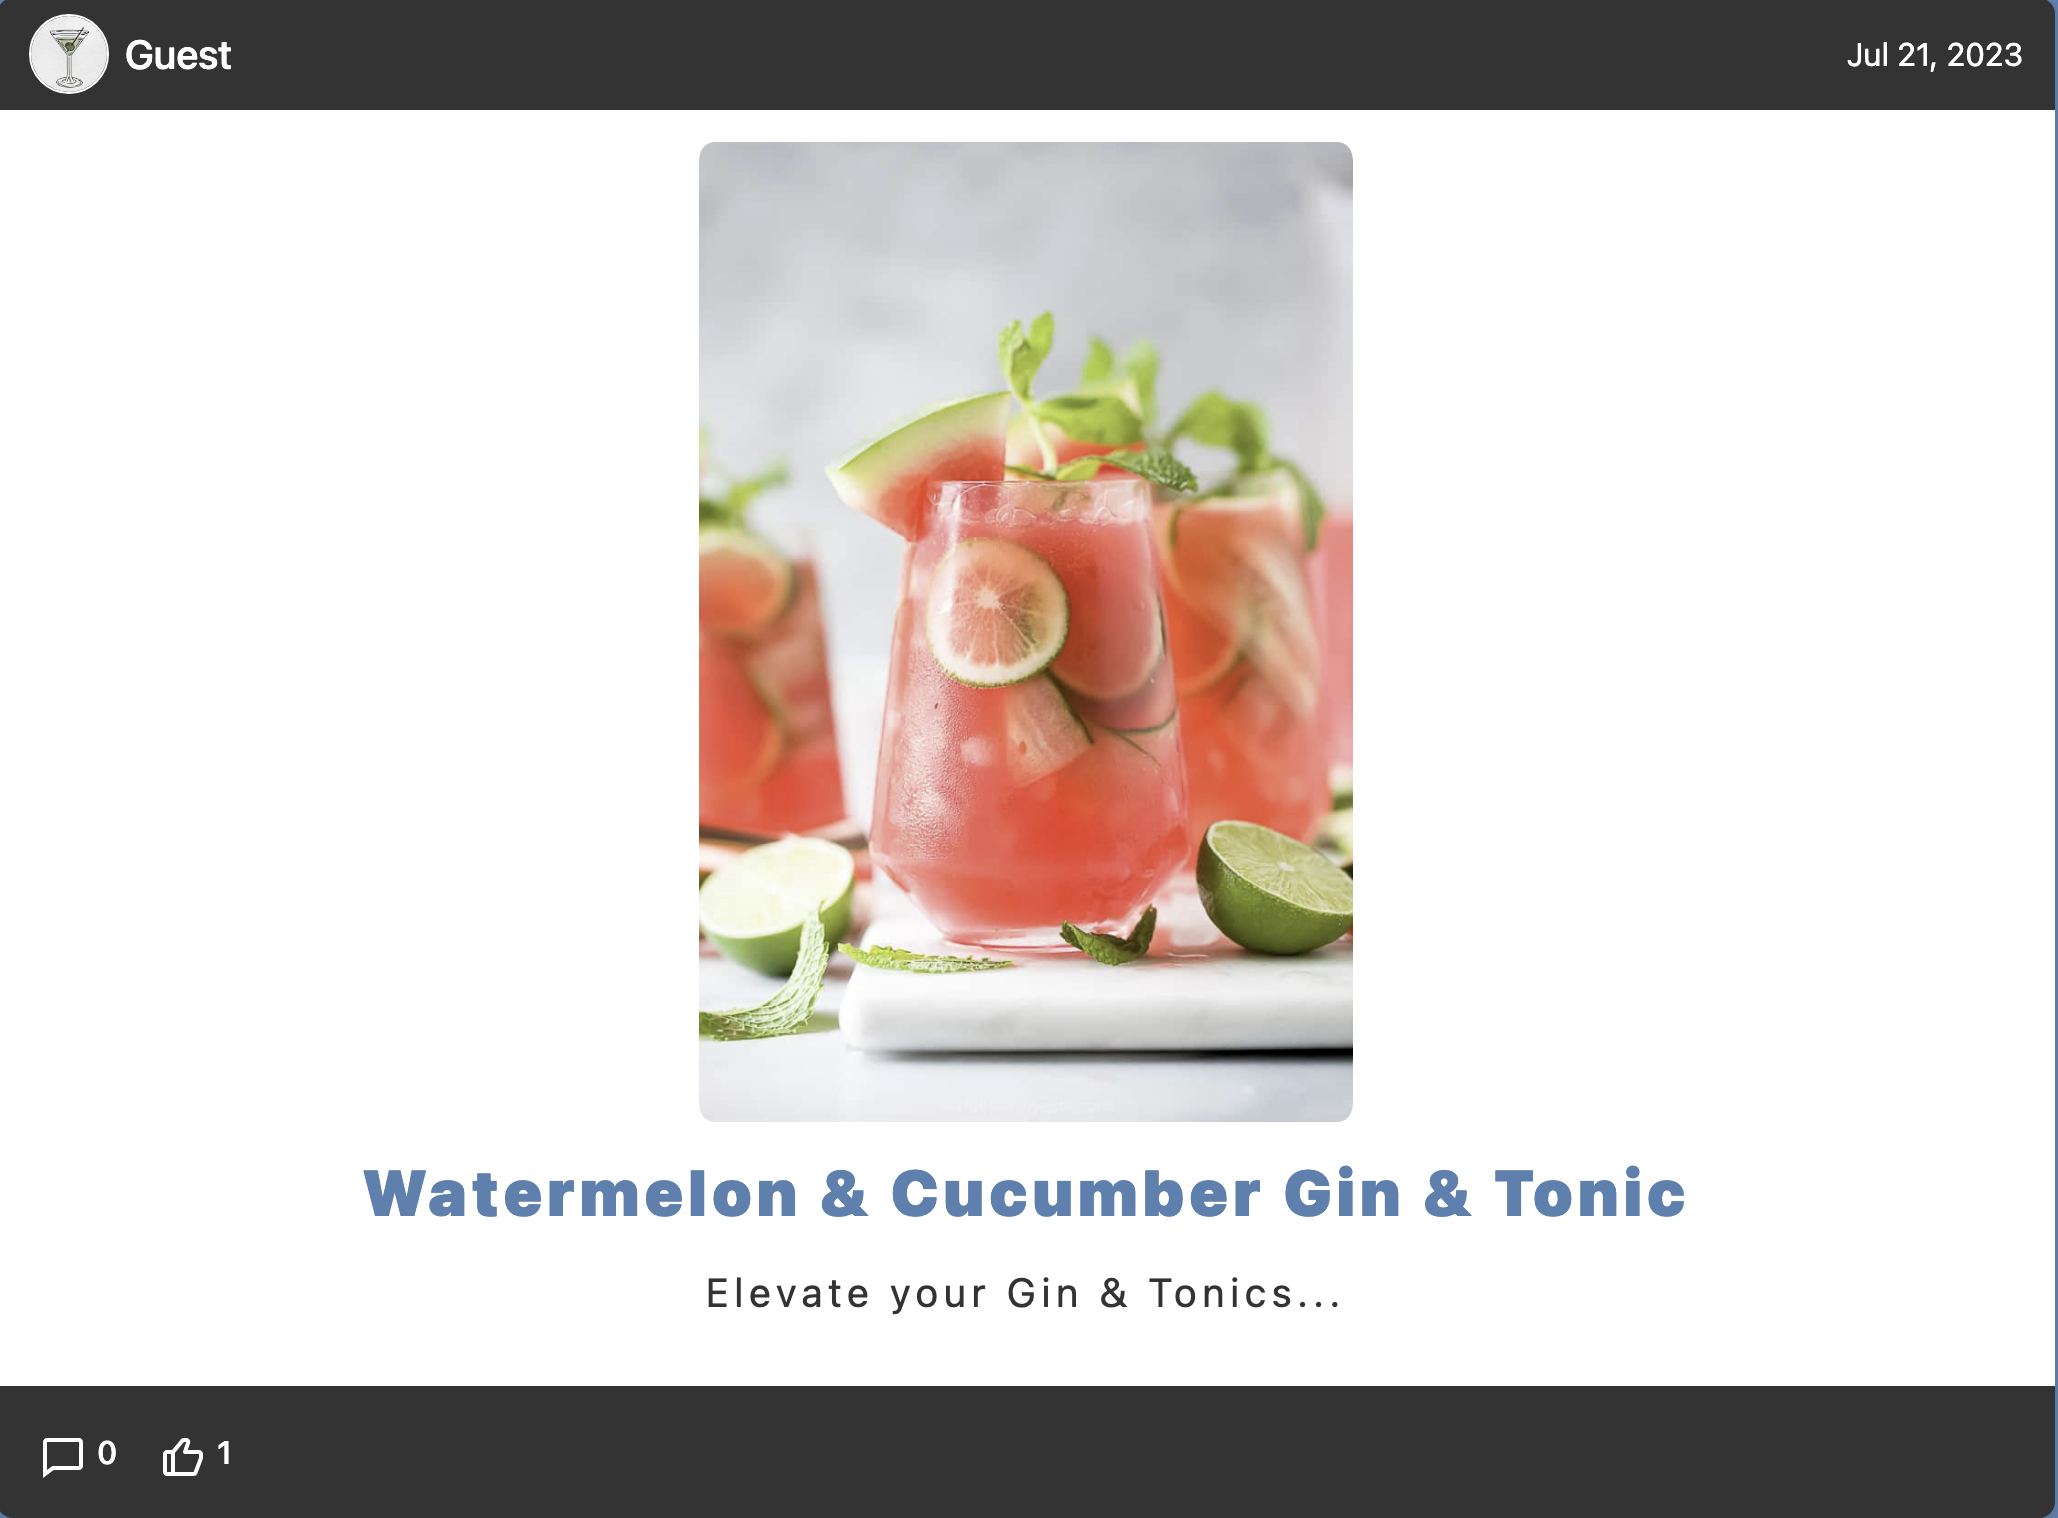 Guest
Jul 21, 2023
Watermelon & Cucumber Gin & Tonic
Elevate your Gin & Tonics...
0
1